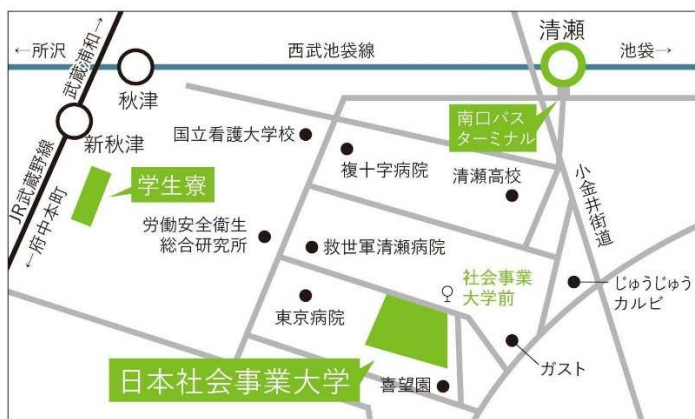 ←所沢
武蔵浦和→
西武池袋線
清瀬
池袋→
秋津
新秋津
国立看護大学校
南口バス
ターミナル
複十字病院
清瀬高校
学生寮
JR武蔵野線
←府中本町
小金井街道
労働安全衛生
総合研究所
救世軍清瀬病院
社会事業
大学前
じゅうじゅう
カルビ
東京病院
日本社会事業大学
喜望園
ガスト